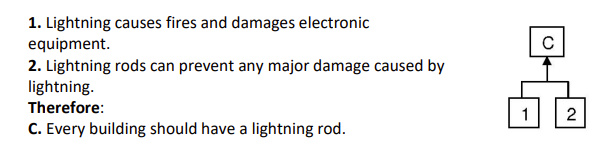 1. Lightning causes fires and damages electronic
equipment.
2. Lightning rods can prevent any major damage caused by
lightning.
Therefore:
C. Every building should have a lightning rod.
C
1 2